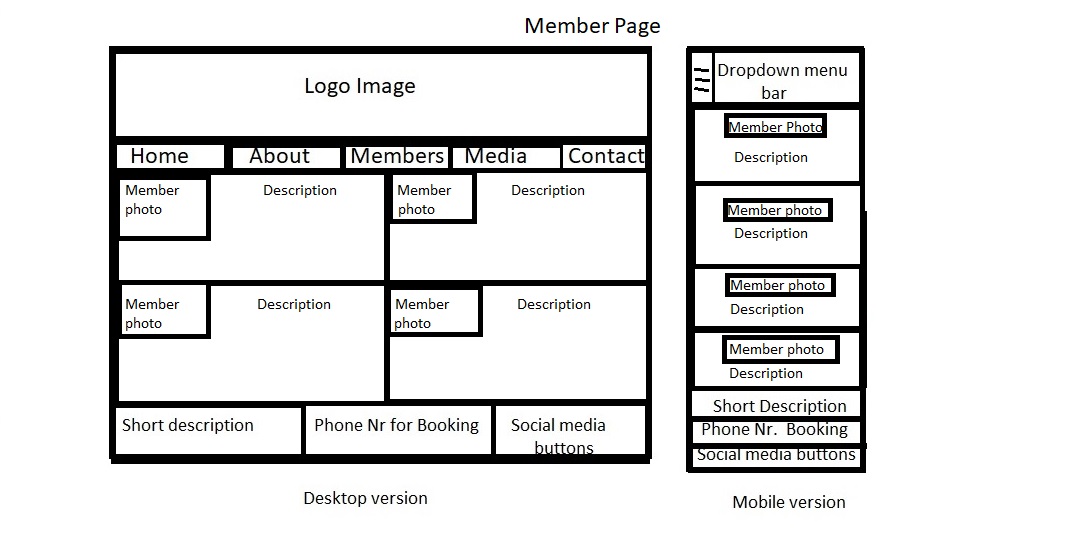 Member Page
Logo Image
Home About Members Media Contact
Member
photo
Description
Member
photo
Description
Member
photo
Description
Member
photo
Description
Short description
Phone Nr for Booking
Social media
buttons
Desktop version
Dropdown menu
bar
Member Photo
Description
Member photo
Description
Member photo
Description
Member photo
Description
Short Description
Phone Nr. Booking
Social media buttons
Mobile version